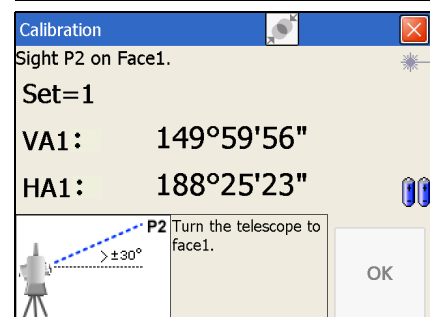 Calibration
Sight P2 on Face1.
Set=1
VA1: 149°59'56"
HA1: 188°25'23"
P2
>±30°
Turn the telescope to
face1.
OK